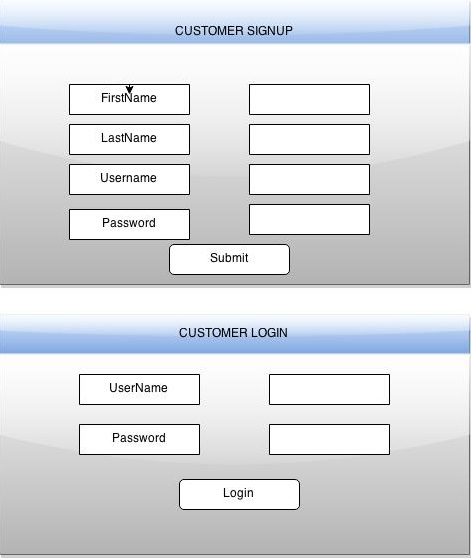 CUSTOMER SIGNUP
FirstName
LastName
Username
Password
Submit
CUSTOMER LOGIN
UserName
Password
Login